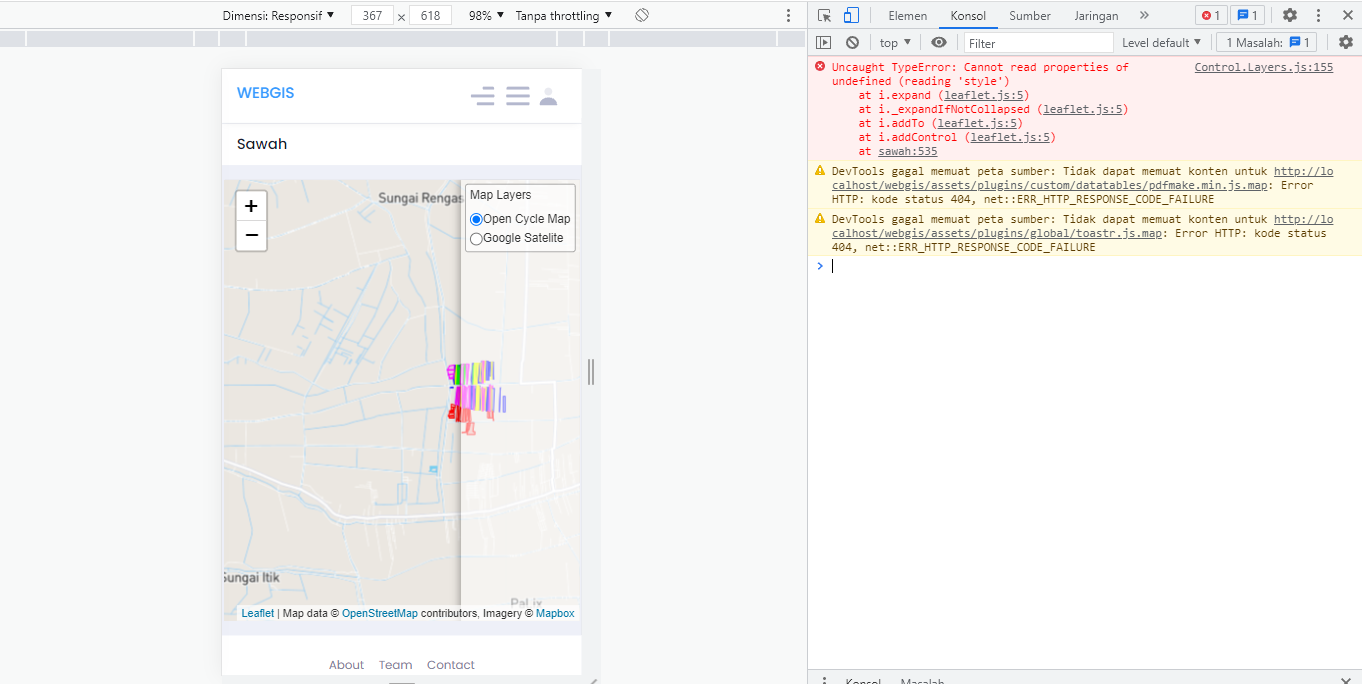 Dimensi: Responsif ▼ 367 × 618 98% ▼ Tanpa throttling ▼
WEBGIS
Sawah
Sungai Rengas
+
−
Map Layers
Open Cycle Map
Google Satelite
Sungai Itik
Leaflet | Map data © OpenStreetMap contributors, Imagery © Mapbox
About Team Contact
Elemen Konsol Sumber Jaringan » 1 1
top ▼ Filter Level default ▼ 1 Masalah: 1
Uncaught TypeError: Cannot read properties of Control.Layers.js:155
undefined (reading 'style')
at i.expand (leaflet.js:5)
at i._expandIfNotCollapsed (leaflet.js:5)
at i.addTo (leaflet.js:5)
at i.addControl (leaflet.js:5)
at sawah:535
DevTools gagal memuat peta sumber: Tidak dapat memuat konten untuk http://lo
calhost/webgis/assets/plugins/custom/datatables/pdfmake.min.js.map: Error
HTTP: kode status 404, net::ERR_HTTP_RESPONSE_CODE_FAILURE
DevTools gagal memuat peta sumber: Tidak dapat memuat konten untuk http://lo
calhost/webgis/assets/plugins/global/toastr.js.map: Error HTTP: kode status
404, net::ERR_HTTP_RESPONSE_CODE_FAILURE
>
Konsol Masalah